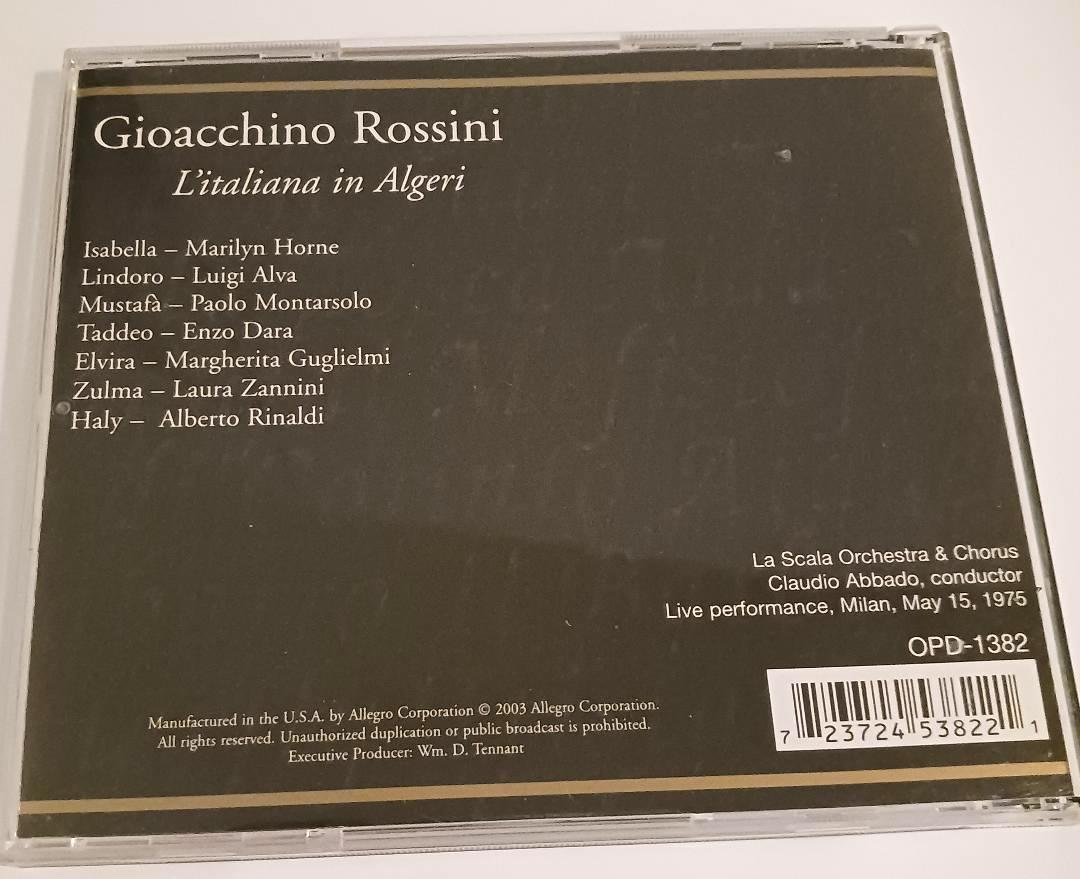 Gioacchino Rossini
L'italiana in Algeri
Isabella – Marilyn Horne
Lindoro – Luigi Alva
Mustafà – Paolo Montarsolo
Taddeo – Enzo Dara
Elvira – Margherita Guglielmi
Zulma – Laura Zannini
Haly – Alberto Rinaldi
La Scala Orchestra & Chorus
Claudio Abbado, conductor
Live performance, Milan, May 15, 1975
OPD-1382
7 23724 53822 1
Manufactured in the U.S.A. by Allegro Corporation © 2003 Allegro Corporation.
All rights reserved. Unauthorized duplication or public broadcast is prohibited.
Executive Producer: Wm. D. Tennant